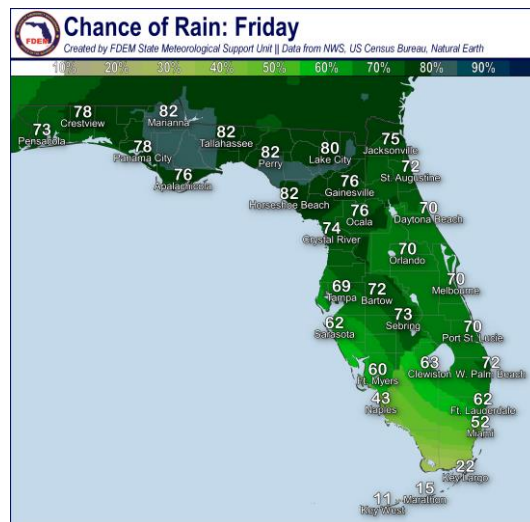 FDEM
Chance of Rain: Friday
Created by FDEM State Meteorological Support Unit || Data from NWS, US Census Bureau, Natural Earth
10% 20% 30% 40% 50% 60% 70% 80% 90%
78
Crestview
82
Marianna
73
Pensacola
82
Tallahassee
78
Panama City
76
Apalachicola
82
Perry
80
Lake City
75
Jacksonville
72
St. Augustine
76
Gainesville
82
Horseshoe Beach
76
Ocala
70
Daytona Beach
74
Crystal River
70
Orlando
70
Melbourne
69
Tampa
72
Bartow
73
Sebring
62
Sarasota
70
Port St. Lucie
63
Clewiston
72
W. Palm Beach
60
Ft. Myers
43
Naples
62
Ft. Lauderdale
52
Miami
22
Key Largo
15
Marathon
11
Key West